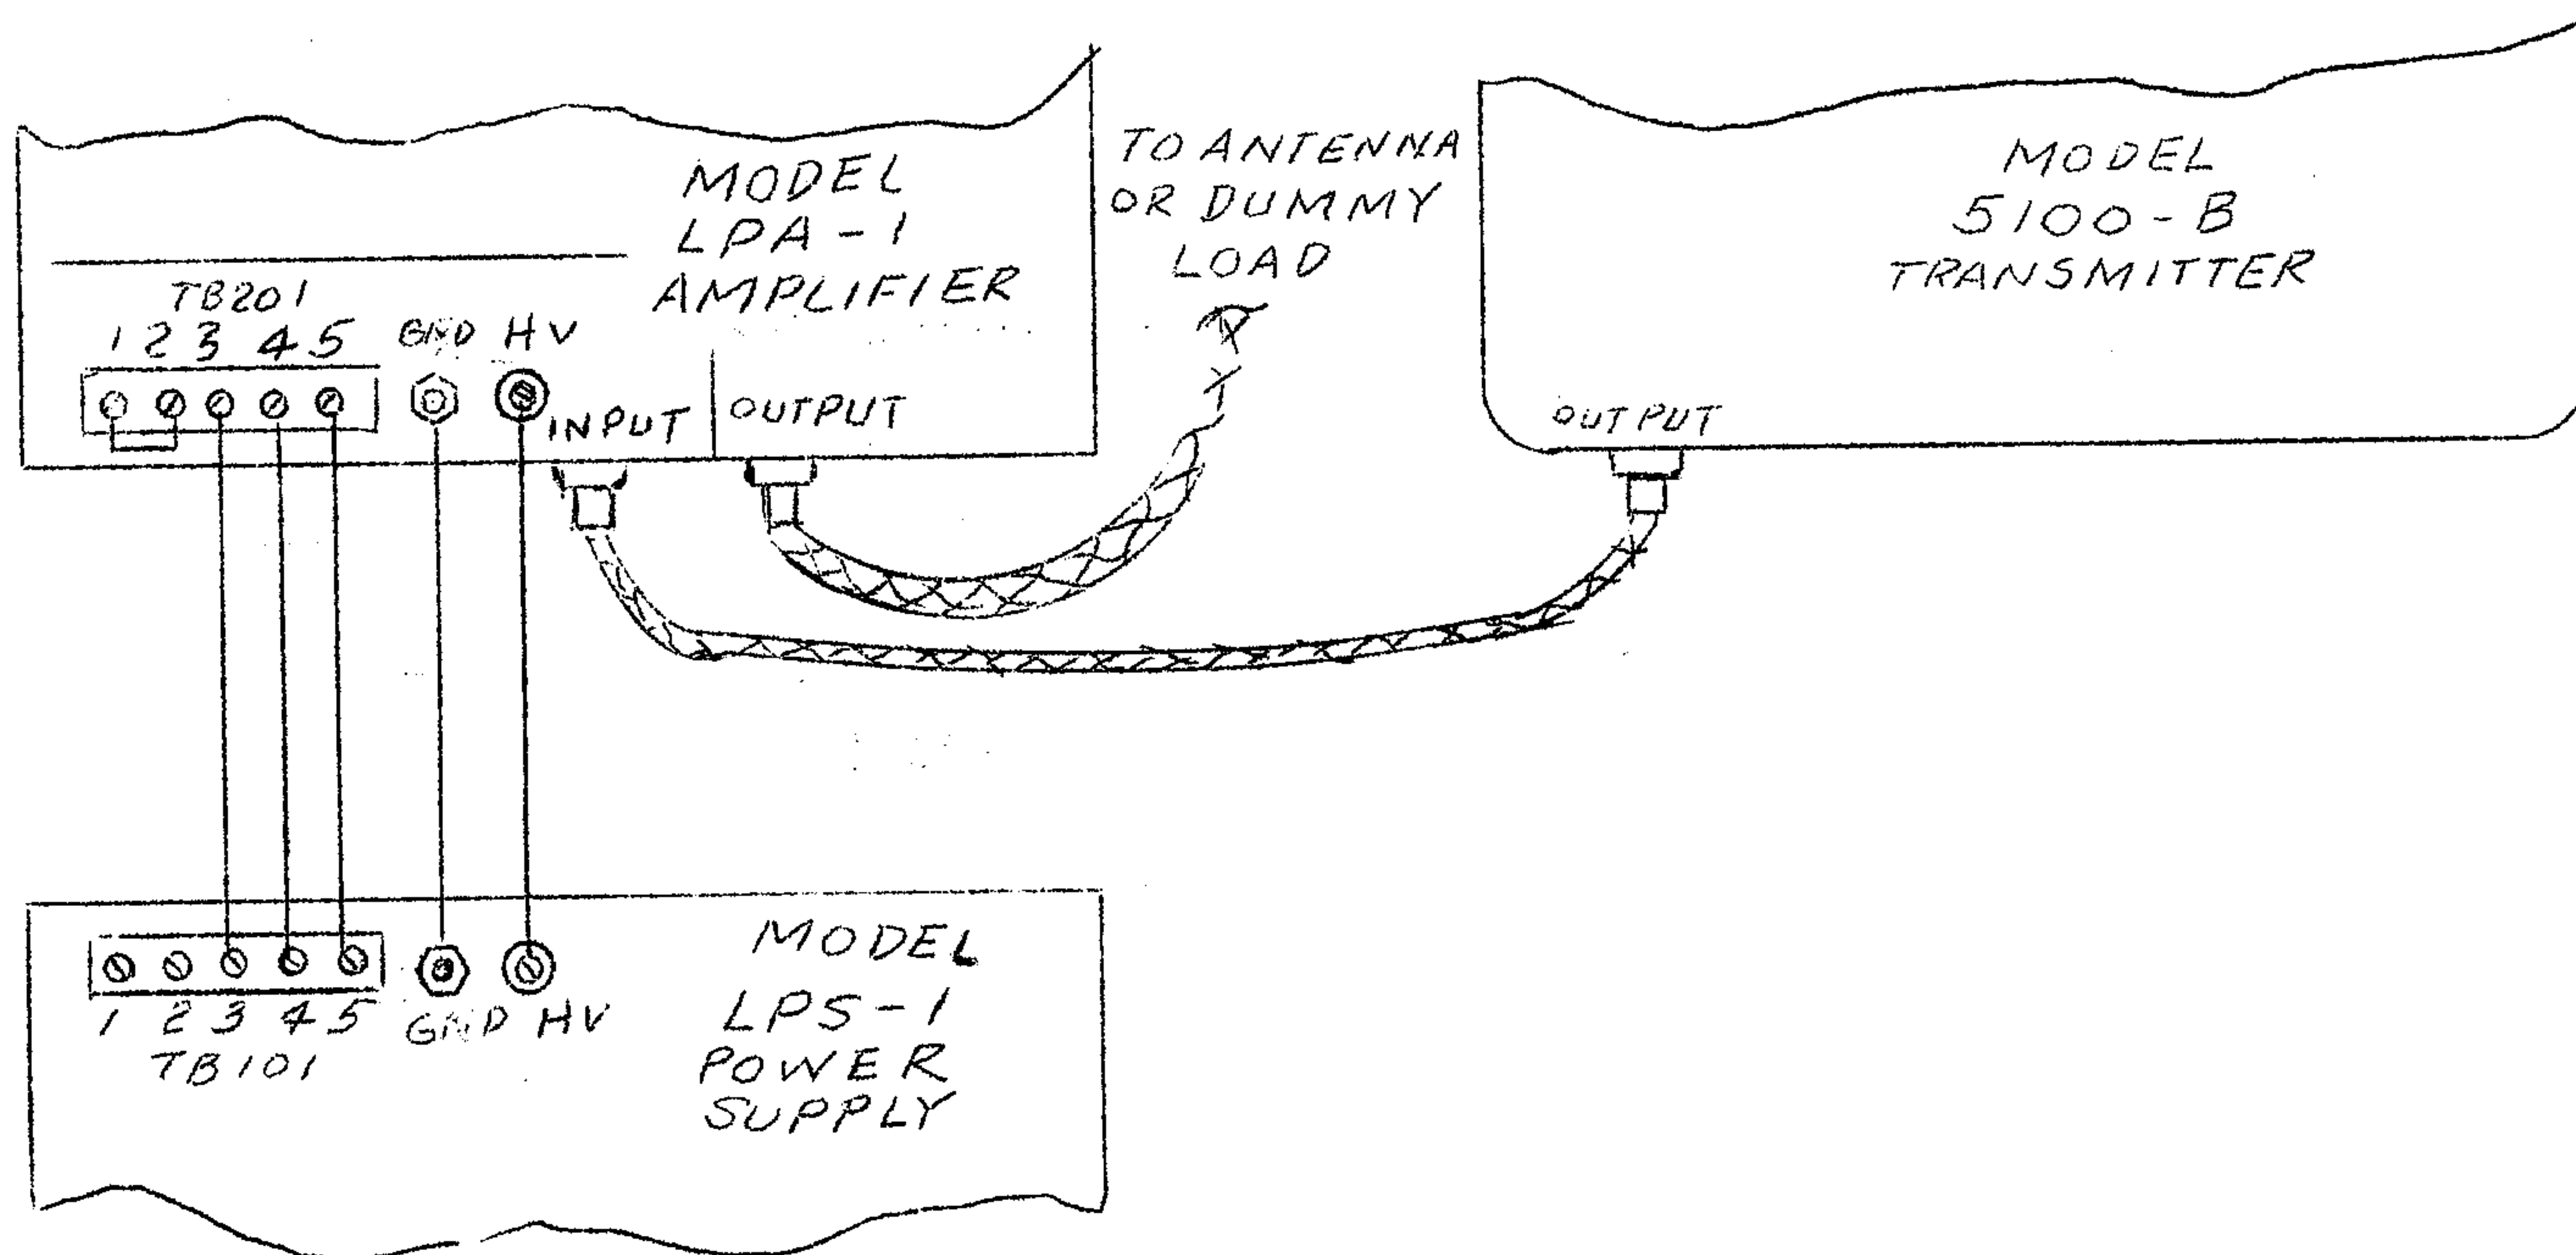 MODEL
LPA-1
AMPLIFIER
TB201
1 2 3 4 5 GND HV
INPUT OUTPUT
TO ANTENNA
OR DUMMY
LOAD
MODEL
5100-B
TRANSMITTER
OUTPUT
1 2 3 4 5 GND HV
TB101
MODEL
LPS-1
POWER
SUPPLY